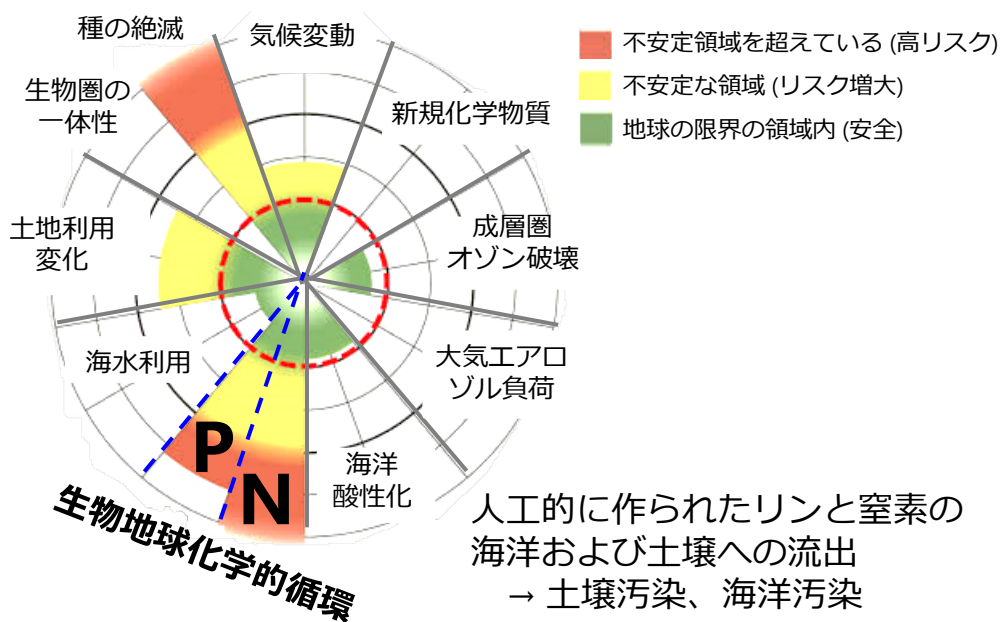 種の絶滅
気候変動
生物圏の
一体性
新規化学物質
土地利用
変化
成層圏
オゾン破壊
海水利用
大気エアロ
ゾル負荷
P
N
海洋
酸性化
生物地球化学的循環
不安定領域を超えている (高リスク)
不安定な領域 (リスク増大)
地球の限界の領域内 (安全)
人工的に作られたリンと窒素の
海洋および土壌への流出
→ 土壌汚染、海洋汚染